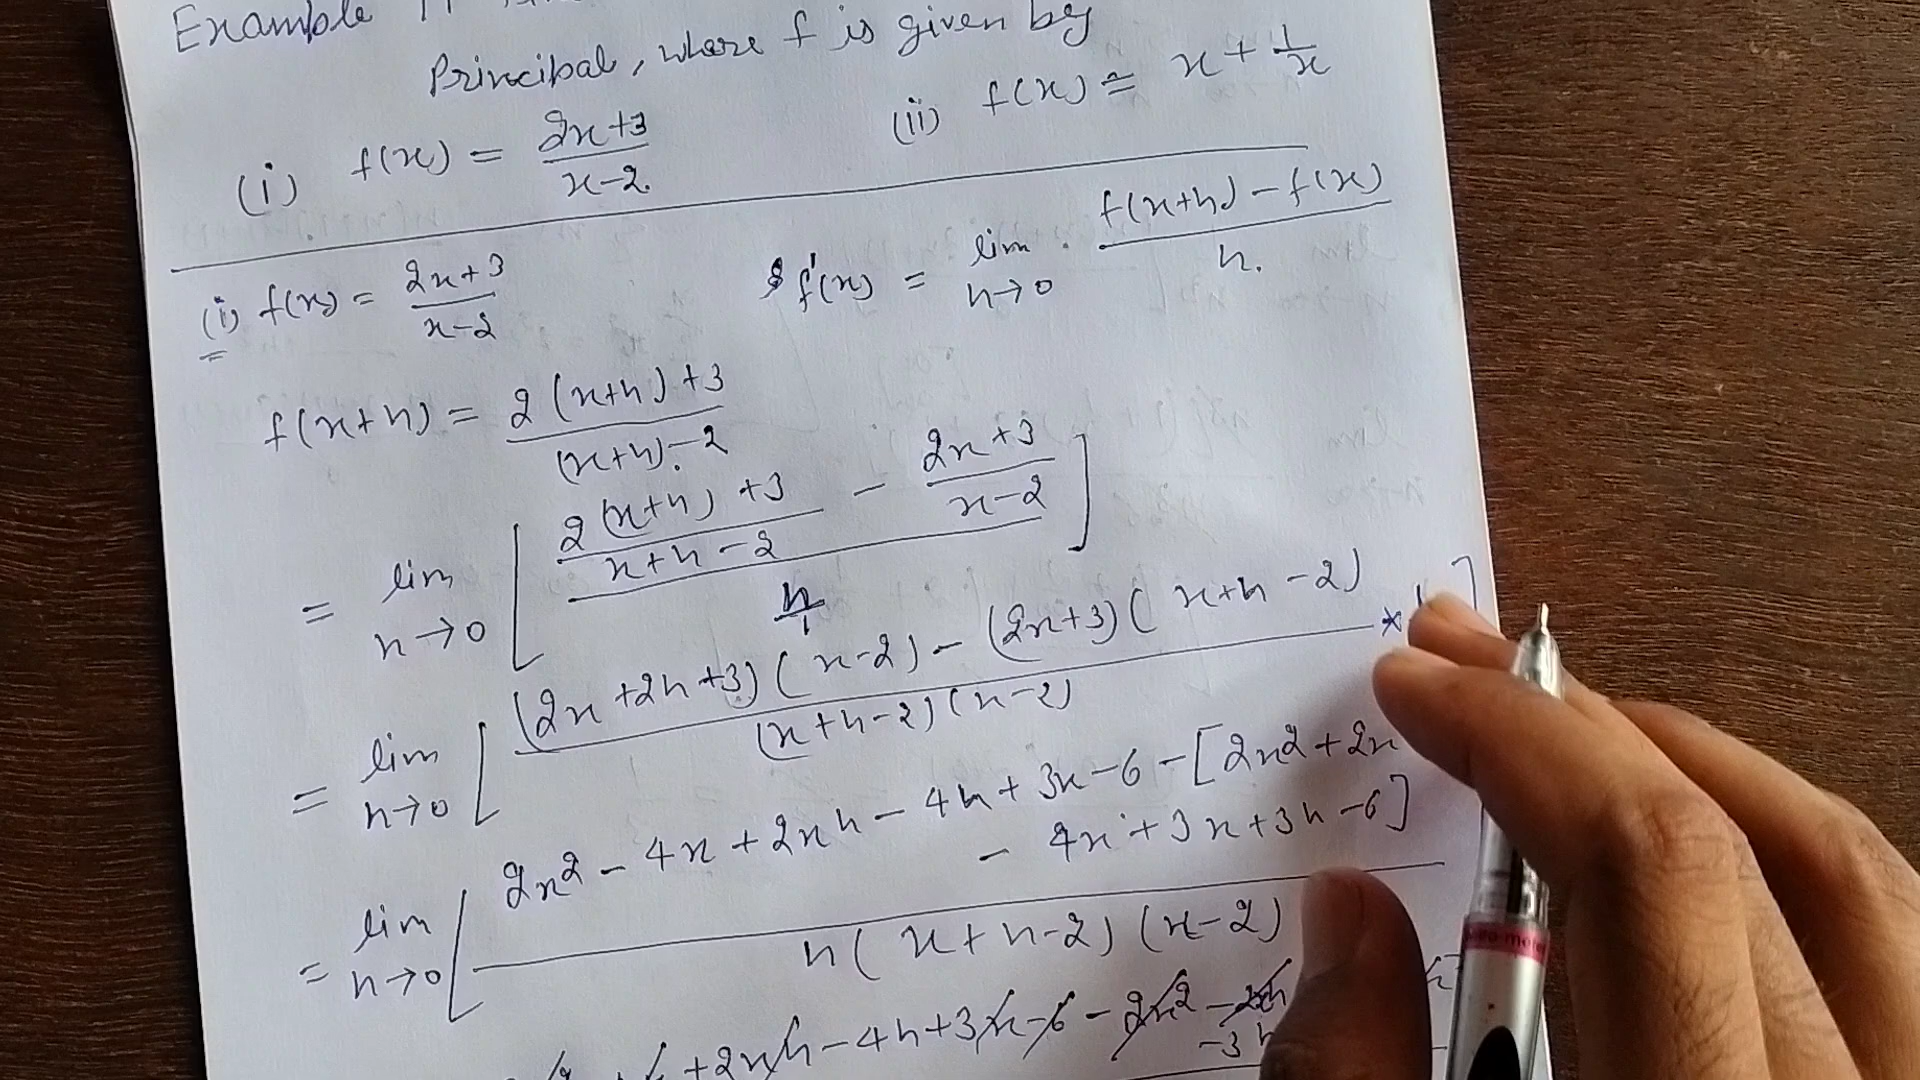 Example
Principal, where f is given by
(i) f(x) = (2x+3)/(x-2) (ii) f(x) = x + 1/x
(i) f(x) = (2x+3)/(x-2) f'(x) = lim h→0 (f(x+h) - f(x))/h.
f(x+h) = (2(x+h)+3)/((x+h)-2)
= lim h→0 [ ((2(x+h)+3)/(x+h-2) - (2x+3)/(x-2)) / (h/1) ]
= lim h→0 [ ((2x+2h+3)(x-2) - (2x+3)(x+h-2))/((x+h-2)(x-2)) *
= lim h→0 [ 2x² - 4x + 2xh - 4h + 3x - 6 - [2x² + 2x
- 4x + 3x + 3h - 6]
h(x+h-2)(x-2)
+2xh - 4h + 3x - 6 - 2x² - 2xh
-3h